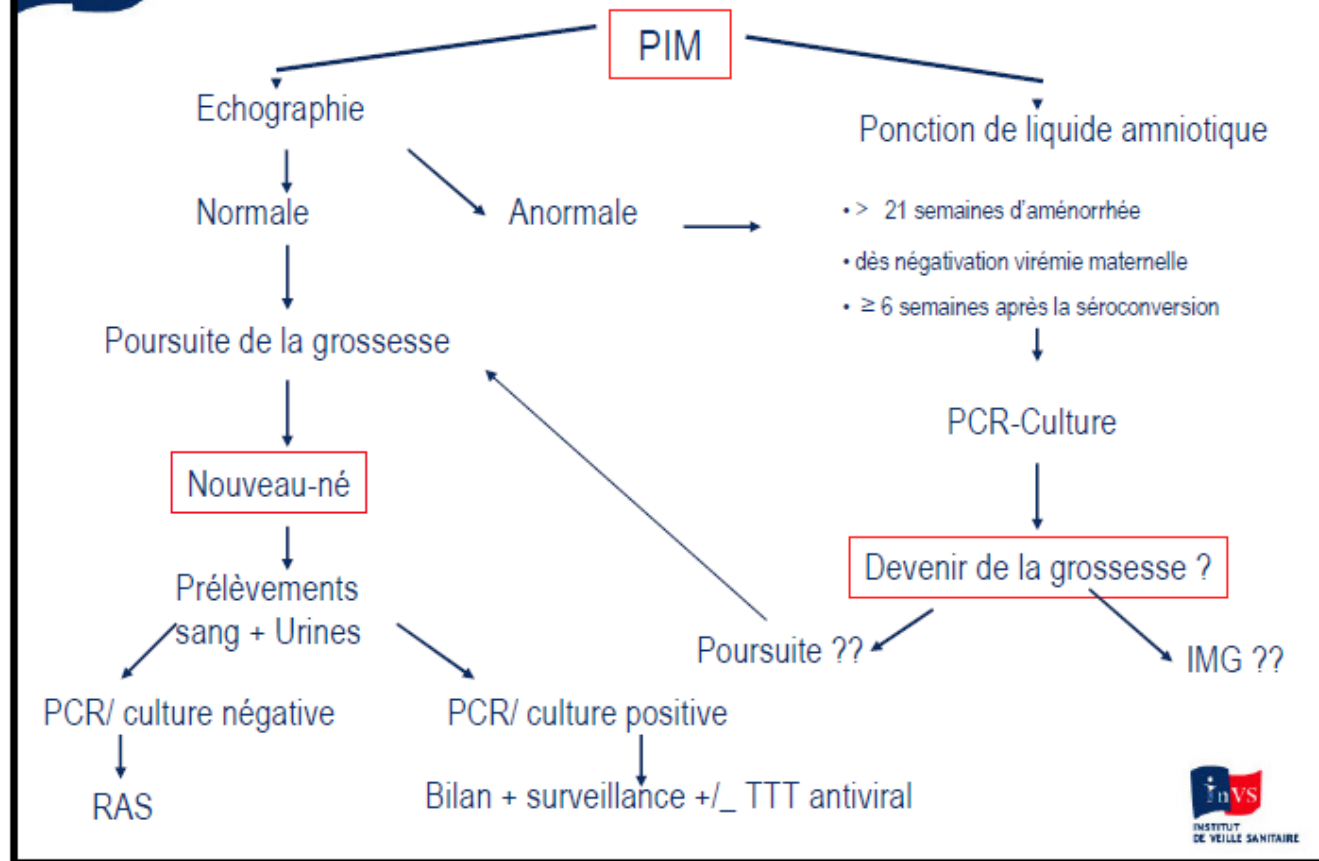 PIM
Echographie
Ponction de liquide amniotique
Normale
Anormale
• > 21 semaines d'aménorrhée
• dès négativation virémie maternelle
• ≥ 6 semaines après la séroconversion
Poursuite de la grossesse
PCR-Culture
Nouveau-né
Devenir de la grossesse ?
Prélèvements
sang + Urines
Poursuite ??
IMG ??
PCR/ culture négative
PCR/ culture positive
RAS
Bilan + surveillance +/_ TTT antiviral
InVS
INSTITUT
DE VEILLE SANITAIRE